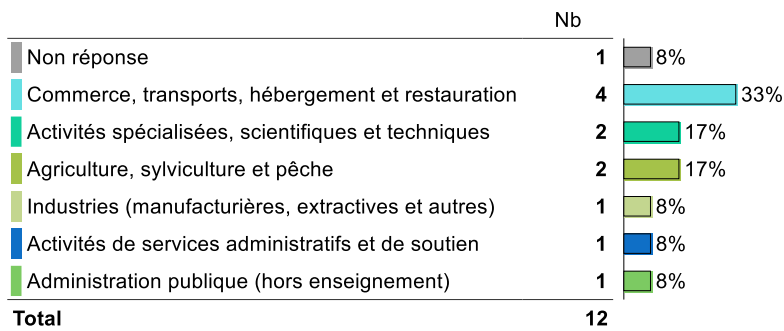 Nb
Non réponse 1 8%
Commerce, transports, hébergement et restauration 4 33%
Activités spécialisées, scientifiques et techniques 2 17%
Agriculture, sylviculture et pêche 2 17%
Industries (manufacturières, extractives et autres) 1 8%
Activités de services administratifs et de soutien 1 8%
Administration publique (hors enseignement) 1 8%
Total 12